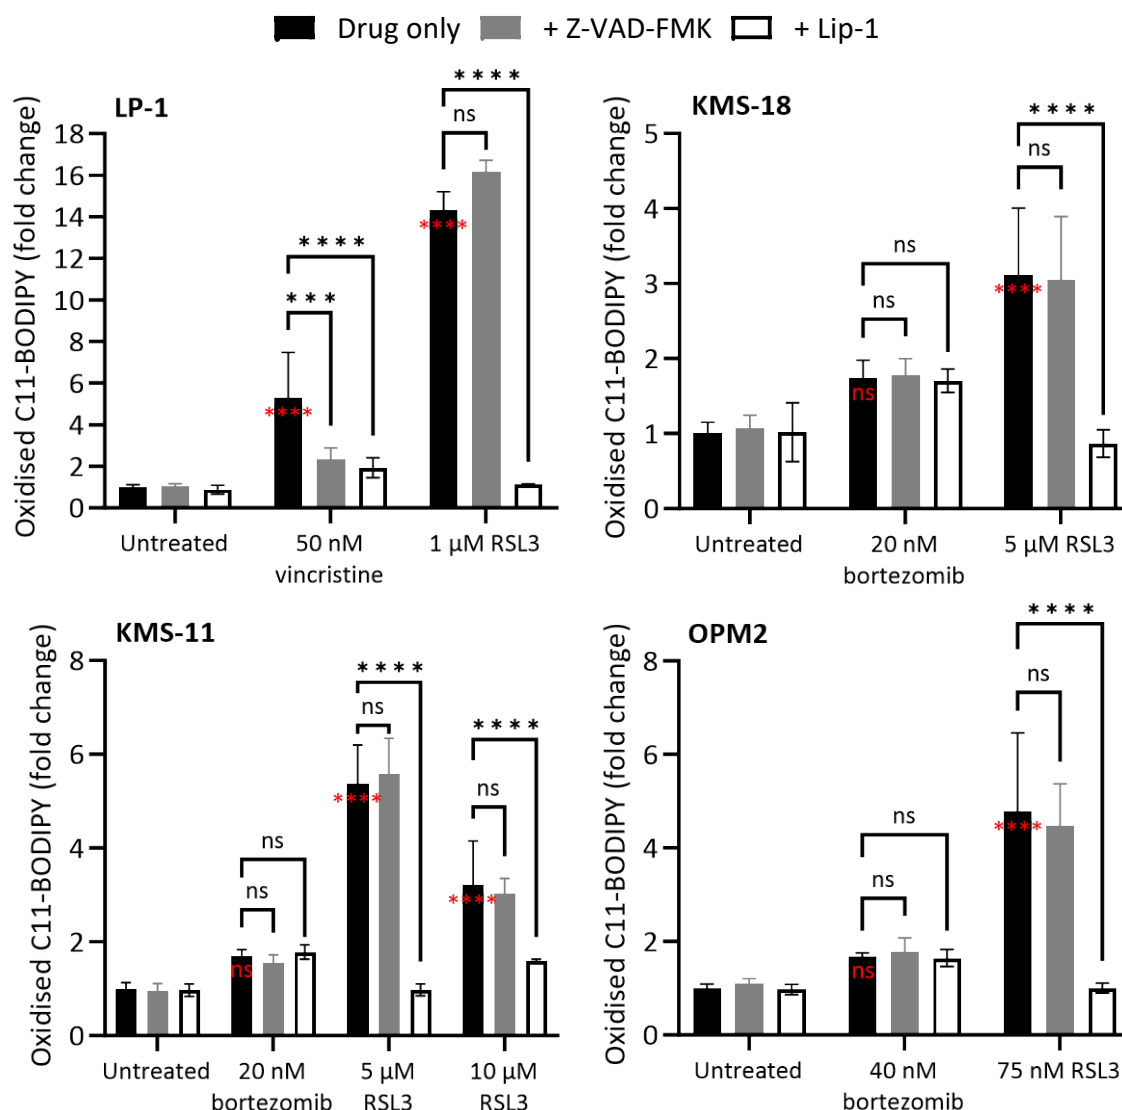 Drug only + Z-VAD-FMK + Lip-1
LP-1
Oxidised C11-BODIPY (fold change)
18
16
14
12
10
8
6
4
2
0
****
***
****
****
ns
****
****
Untreated
50 nM
vincristine
1 µM RSL3
KMS-18
Oxidised C11-BODIPY (fold change)
5
4
3
2
1
0
ns
ns
ns
****
ns
****
Untreated
20 nM
bortezomib
5 µM RSL3
KMS-11
Oxidised C11-BODIPY (fold change)
8
6
4
2
0
ns
ns
ns
****
ns
****
****
ns
****
Untreated
20 nM
bortezomib
5 µM
RSL3
10 µM
RSL3
OPM2
Oxidised C11-BODIPY (fold change)
8
6
4
2
0
ns
ns
ns
****
ns
****
Untreated
40 nM
bortezomib
75 nM RSL3